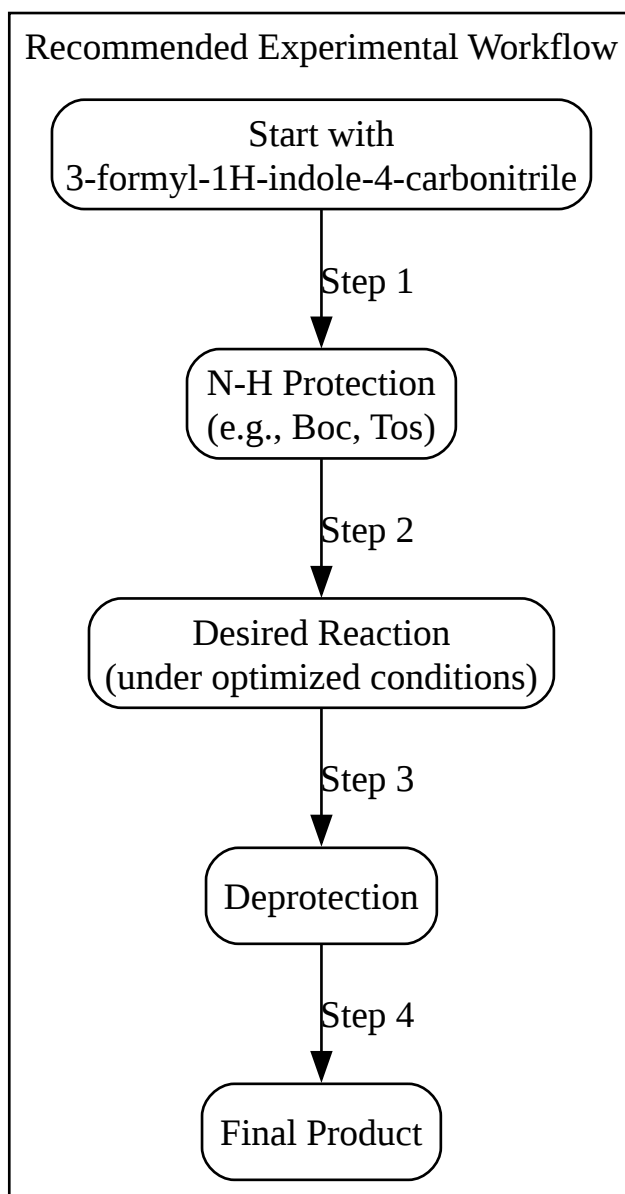 Recommended Experimental Workflow
Start with
3-formyl-1H-indole-4-carbonitrile
Step 1
N-H Protection
(e.g., Boc, Tos)
Step 2
Desired Reaction
(under optimized conditions)
Step 3
Deprotection
Step 4
Final Product